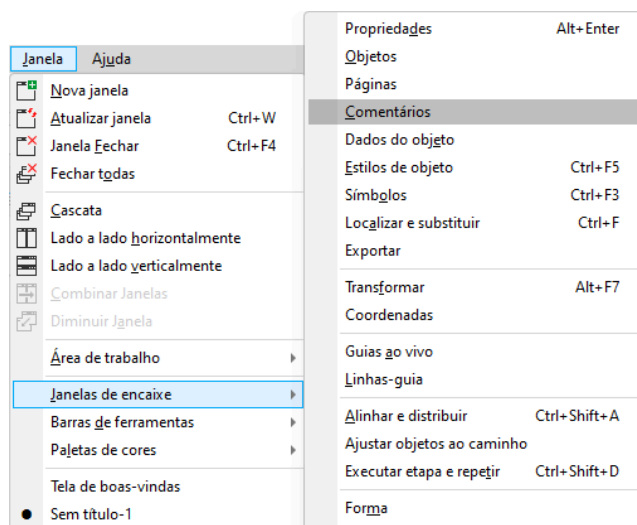 Janela Ajuda
Nova janela
Atualizar janela Ctrl+W
Janela Fechar Ctrl+F4
Fechar todas
Cascata
Lado a lado horizontalmente
Lado a lado verticalmente
Combinar Janelas
Diminuir Janela
Área de trabalho
Janelas de encaixe
Barras de ferramentas
Paletas de cores
Tela de boas-vindas
Sem título-1
Propriedades Alt+Enter
Objetos
Páginas
Comentários
Dados do objeto
Estilos de objeto Ctrl+F5
Símbolos Ctrl+F3
Localizar e substituir Ctrl+F
Exportar
Transformar Alt+F7
Coordenadas
Guias ao vivo
Linhas-guia
Alinhar e distribuir Ctrl+Shift+A
Ajustar objetos ao caminho
Executar etapa e repetir Ctrl+Shift+D
Forma